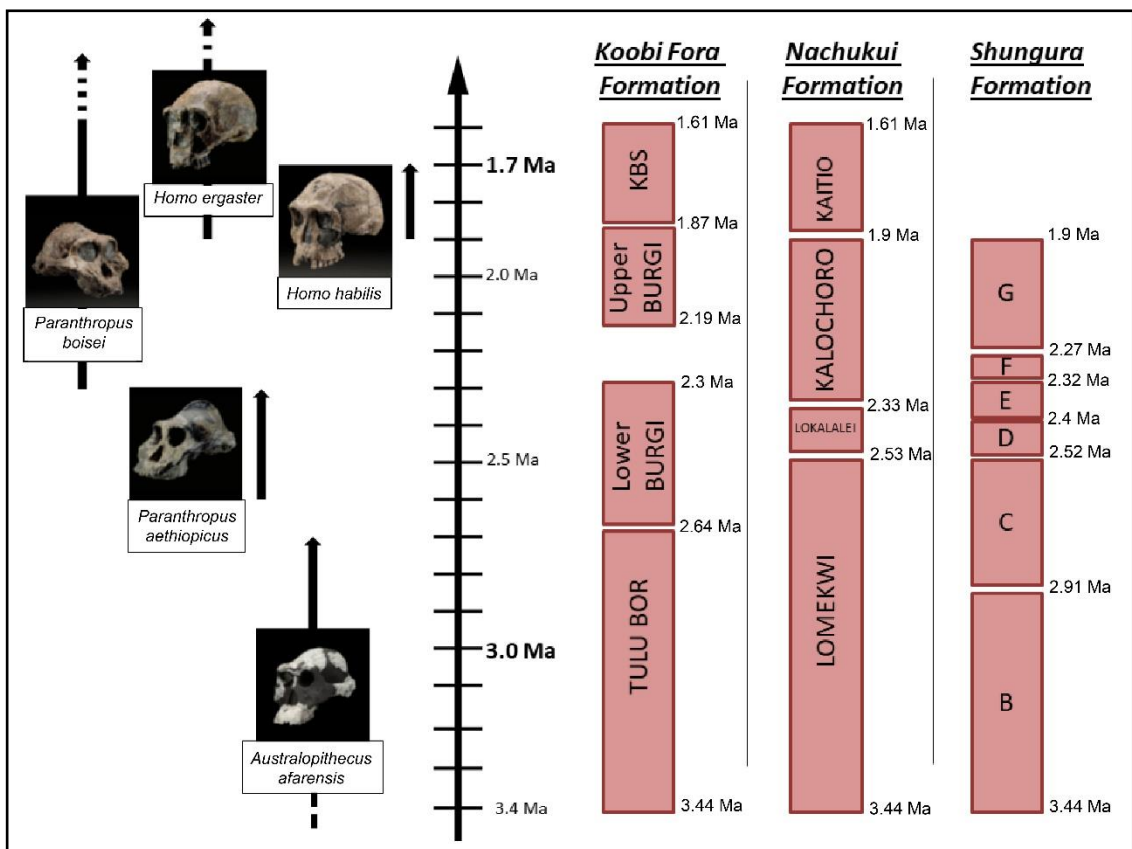 Homo ergaster
Homo habilis
Paranthropus
boisei
Paranthropus
aethiopicus
Australopithecus
afarensis
1.7 Ma
2.0 Ma
2.5 Ma
3.0 Ma
3.4 Ma
Koobi Fora
Formation
KBS
Upper
BURGI
Lower
BURGI
TULU BOR
1.61 Ma
1.87 Ma
2.19 Ma
2.3 Ma
2.64 Ma
3.44 Ma
Nachukui
Formation
KAITIO
KALOCHORO
LOKALALEI
LOMEKWI
1.61 Ma
1.9 Ma
2.33 Ma
2.53 Ma
3.44 Ma
Shungura
Formation
G
F
E
D
C
B
1.9 Ma
2.27 Ma
2.32 Ma
2.4 Ma
2.52 Ma
2.91 Ma
3.44 Ma